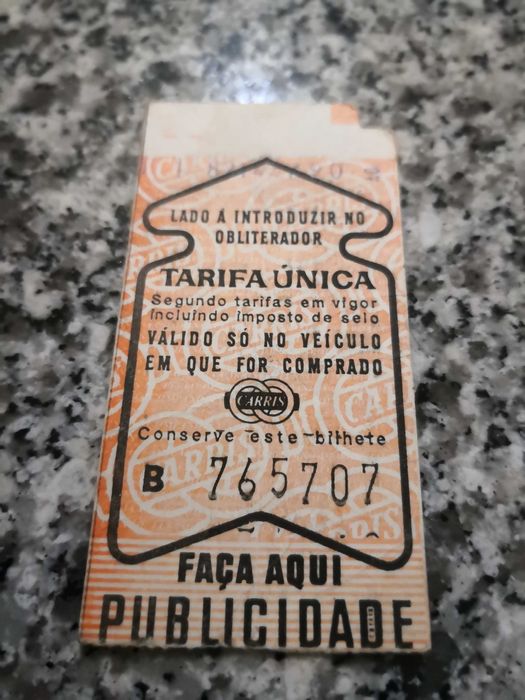 LADO A INTRODUZIR NO
OBLITERADOR
TARIFA ÚNICA
Segundo tarifas em vigor
incluindo imposto de selo
VÁLIDO SÓ NO VEÍCULO
EM QUE FOR COMPRADO
CARRIS
Conserve este bilhete
B 765707
FAÇA AQUI
PUBLICIDADE